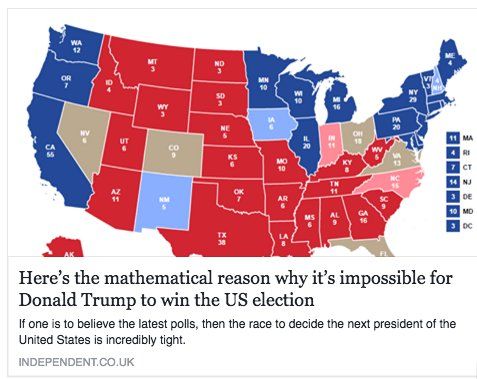 WA
12
MT
3
ND
3
MN
10
ME
4
OR
7
ID
4
WY
3
SD
3
WI
10
MI
16
NY
29
VT
3
NH
NV
6
UT
6
CO
9
NE
5
IA
6
IL
20
IN
11
OH
18
PA
20
CA
55
KS
6
MO
10
KY
8
WV
5
VA
13
AZ
11
NM
5
OK
7
AR
6
TN
11
NC
15
TX
38
LA
8
MS
6
AL
9
GA
16
SC
9
AK
FL
11 MA
4 RI
7 CT
14 NJ
3 DE
10 MD
3 DC
Here’s the mathematical reason why it’s impossible for
Donald Trump to win the US election
If one is to believe the latest polls, then the race to decide the next president of the
United States is incredibly tight.
INDEPENDENT.CO.UK